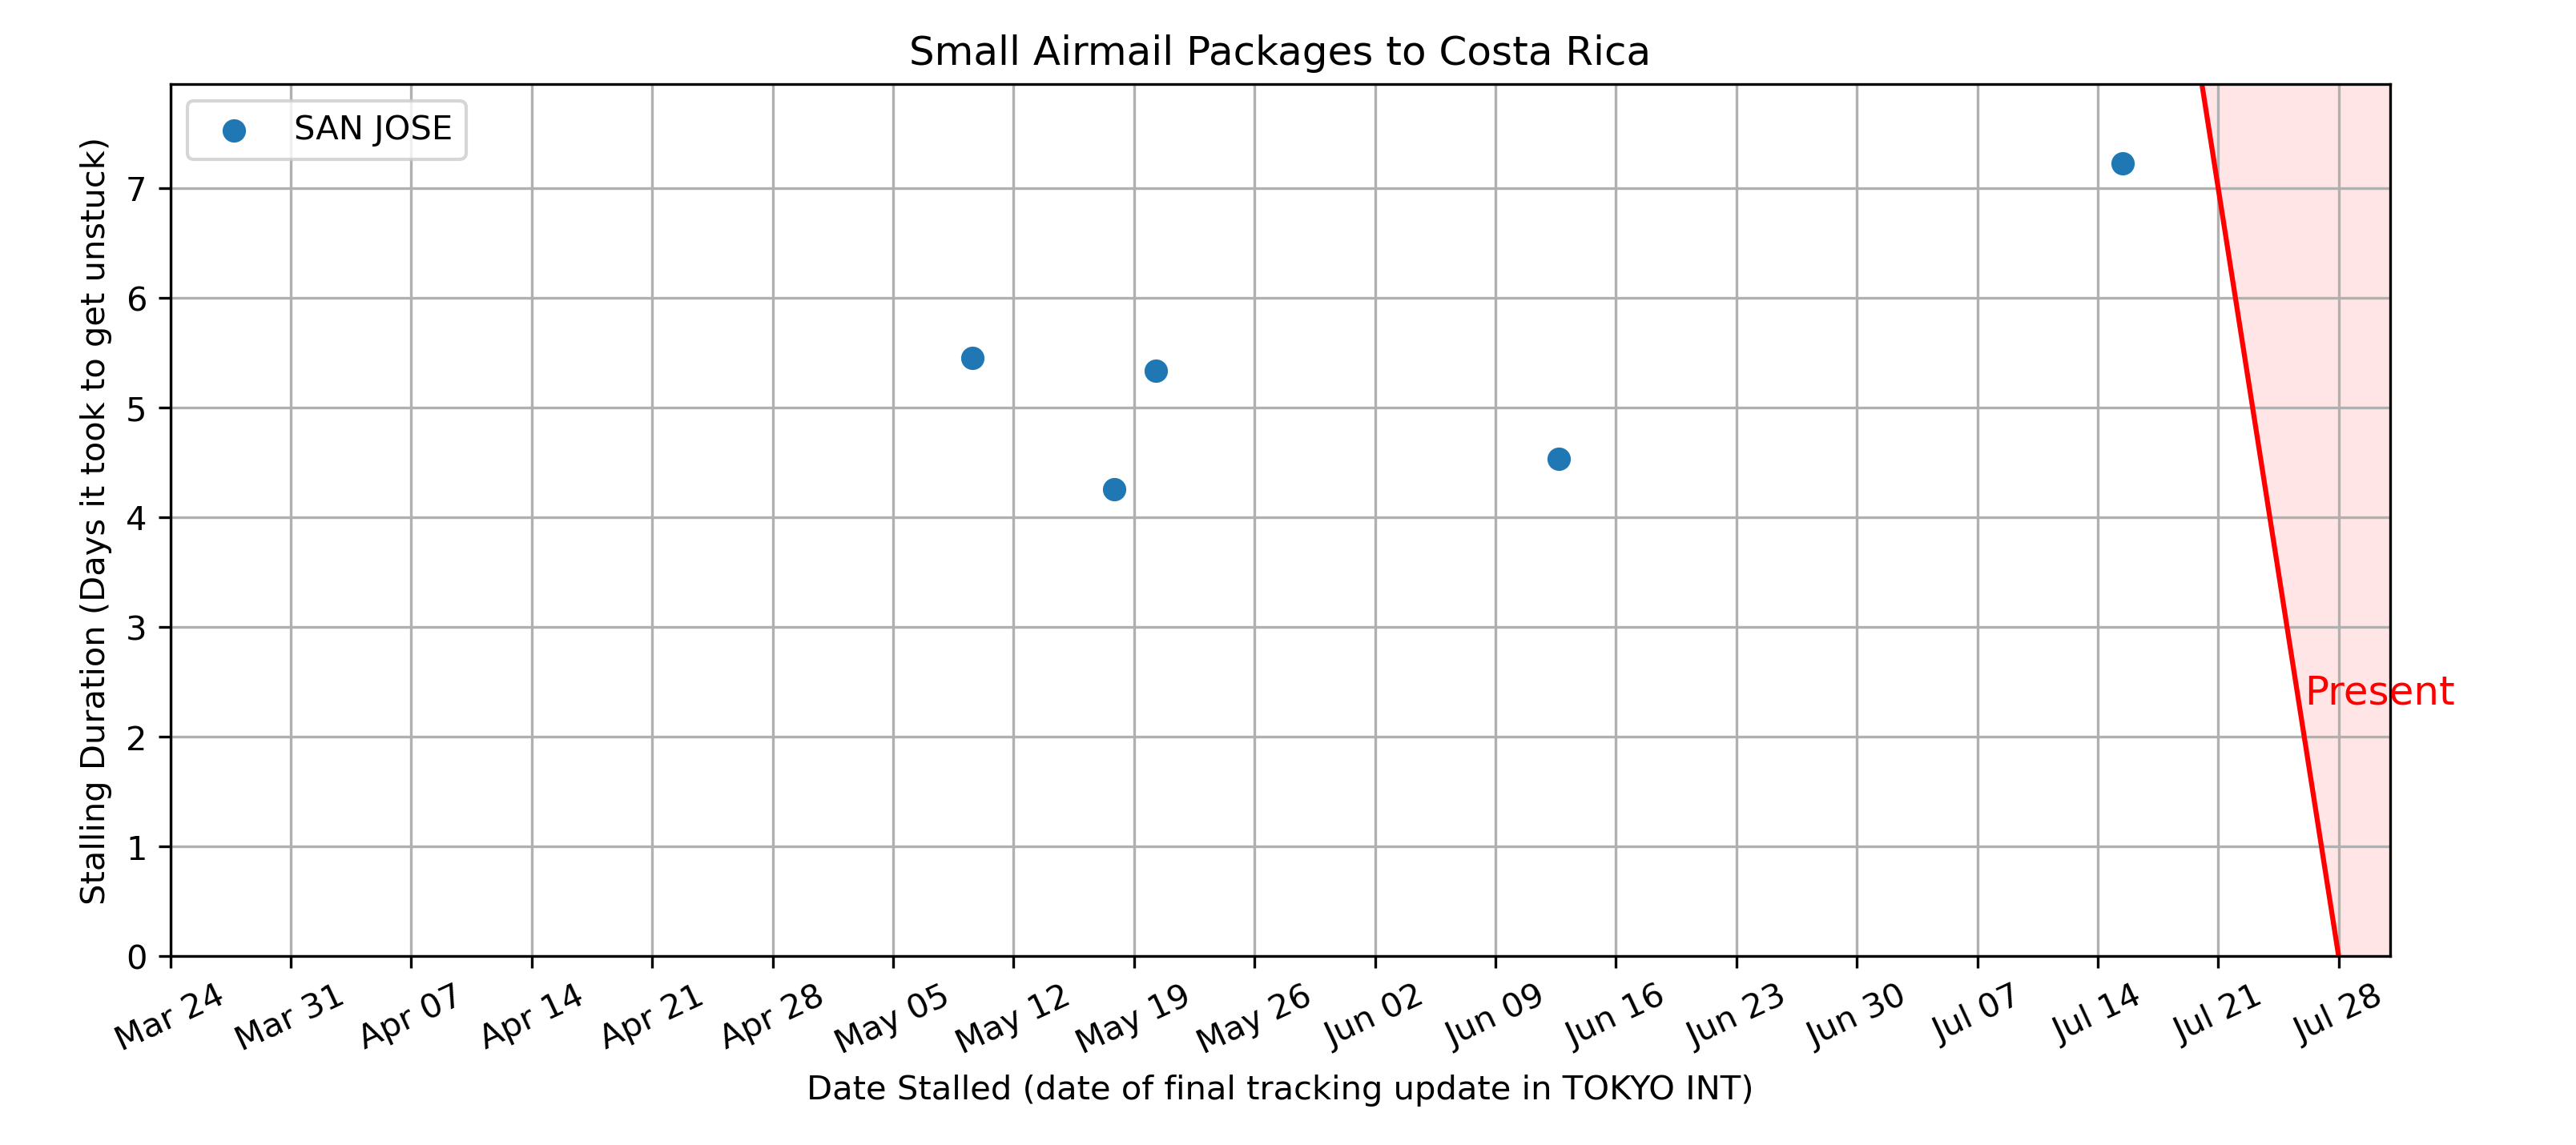 Small Airmail Packages to Costa Rica
SAN JOSE
Stalling Duration (Days it took to get unstuck)
7
6
5
4
3
2
1
0
Present
Mar 24
Mar 31
Apr 07
Apr 14
Apr 21
Apr 28
May 05
May 12
May 19
May 26
Jun 02
Jun 09
Jun 16
Jun 23
Jun 30
Jul 07
Jul 14
Jul 21
Jul 28
Date Stalled (date of final tracking update in TOKYO INT)